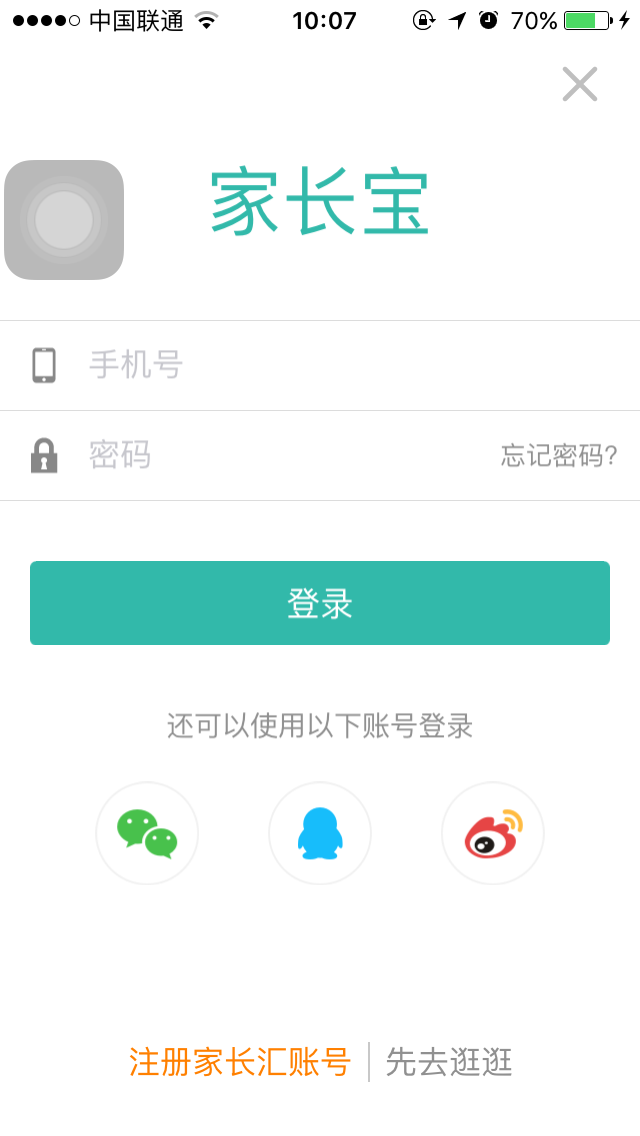 中国联通 10:07 70%
家长宝
手机号
密码 忘记密码?
登录
还可以使用以下账号登录
注册家长汇账号 先去逛逛